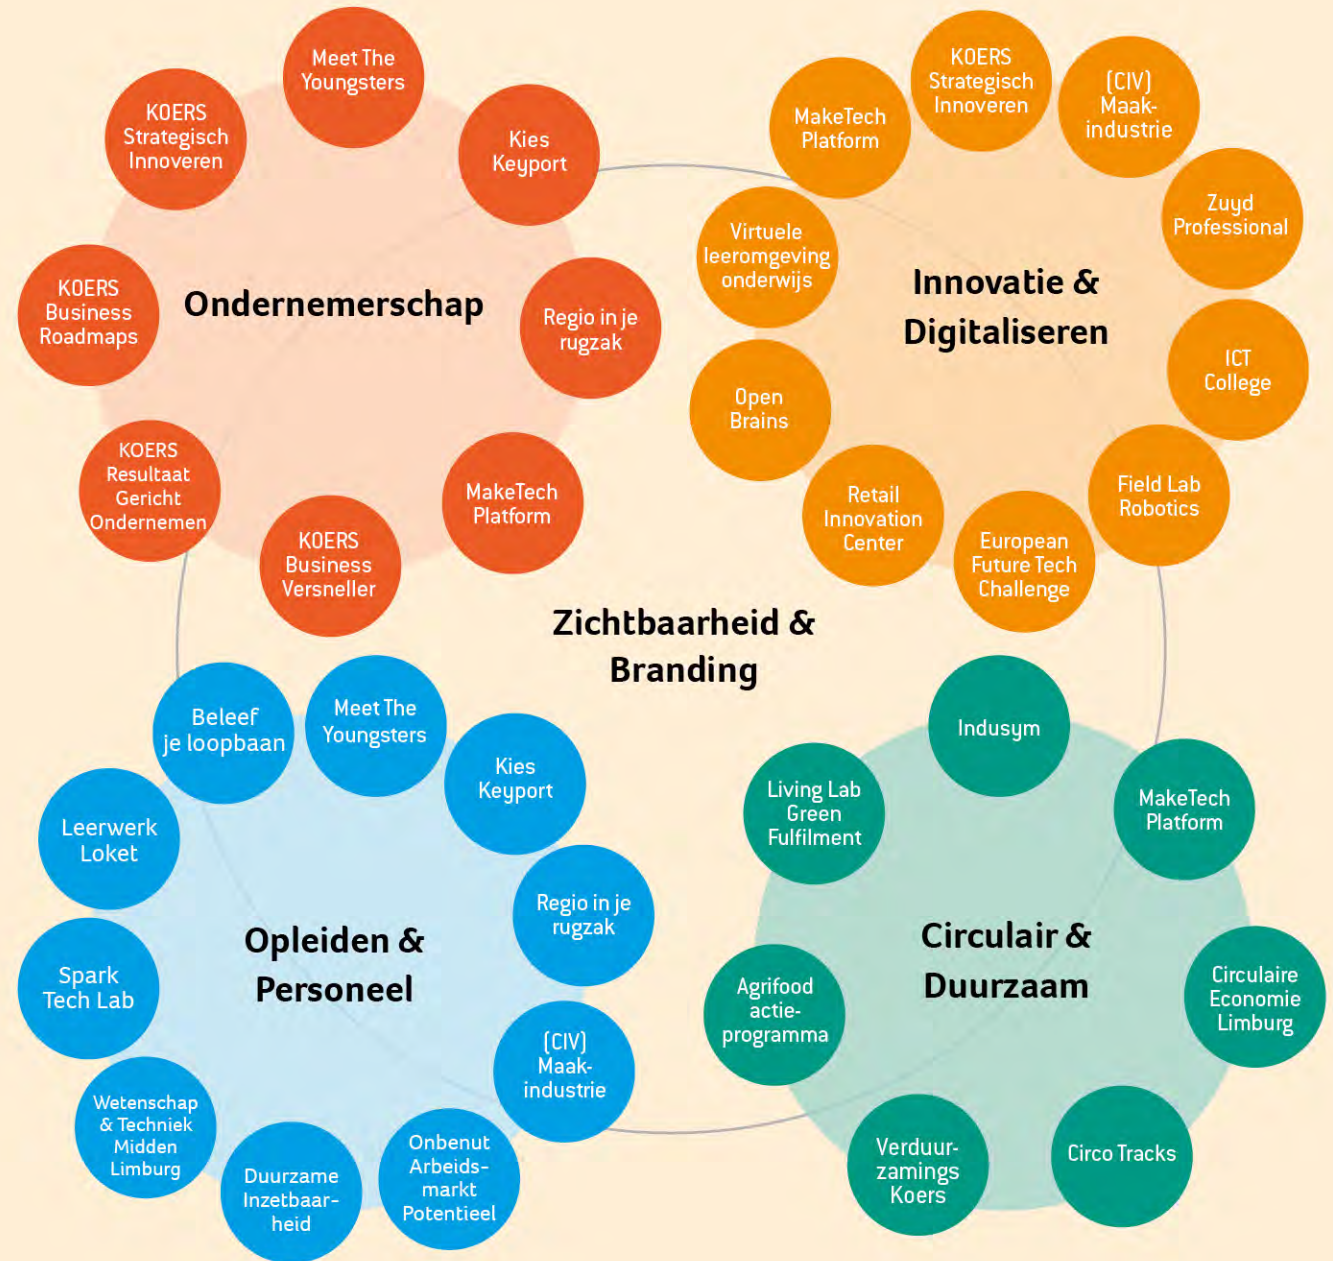 Meet The
Youngsters
KOERS
Strategisch
Innoveren
Kies
Keyport
KOERS
Business
Roadmaps
Ondernemerschap
Regio in je
rugzak
KOERS
Resultaat
Gericht
Ondernemen
MakeTech
Platform
KOERS
Business
Versneller
KOERS
Strategisch
Innoveren
(CIV)
Maak-
industrie
MakeTech
Platform
Zuyd
Professional
Virtuele
leeromgeving
onderwijs
Innovatie &
Digitaliseren
ICT
College
Open
Brains
Field Lab
Robotics
Retail
Innovation
Center
European
Future Tech
Challenge
Zichtbaarheid &
Branding
Beleef
je loopbaan
Meet The
Youngsters
Kies
Keyport
Leerwerk
Loket
Regio in je
rugzak
Opleiden &
Personeel
Spark
Tech Lab
(CIV)
Maak-
industrie
Wetenschap
& Techniek
Midden
Limburg
Duurzame
Inzetbaar-
heid
Onbenut
Arbeids-
markt
Potentieel
Indusym
Living Lab
Green
Fulfilment
MakeTech
Platform
Circulair &
Duurzaam
Agrifood
actie-
programma
Circulaire
Economie
Limburg
Verduur-
zamings
Koers
Circo Tracks